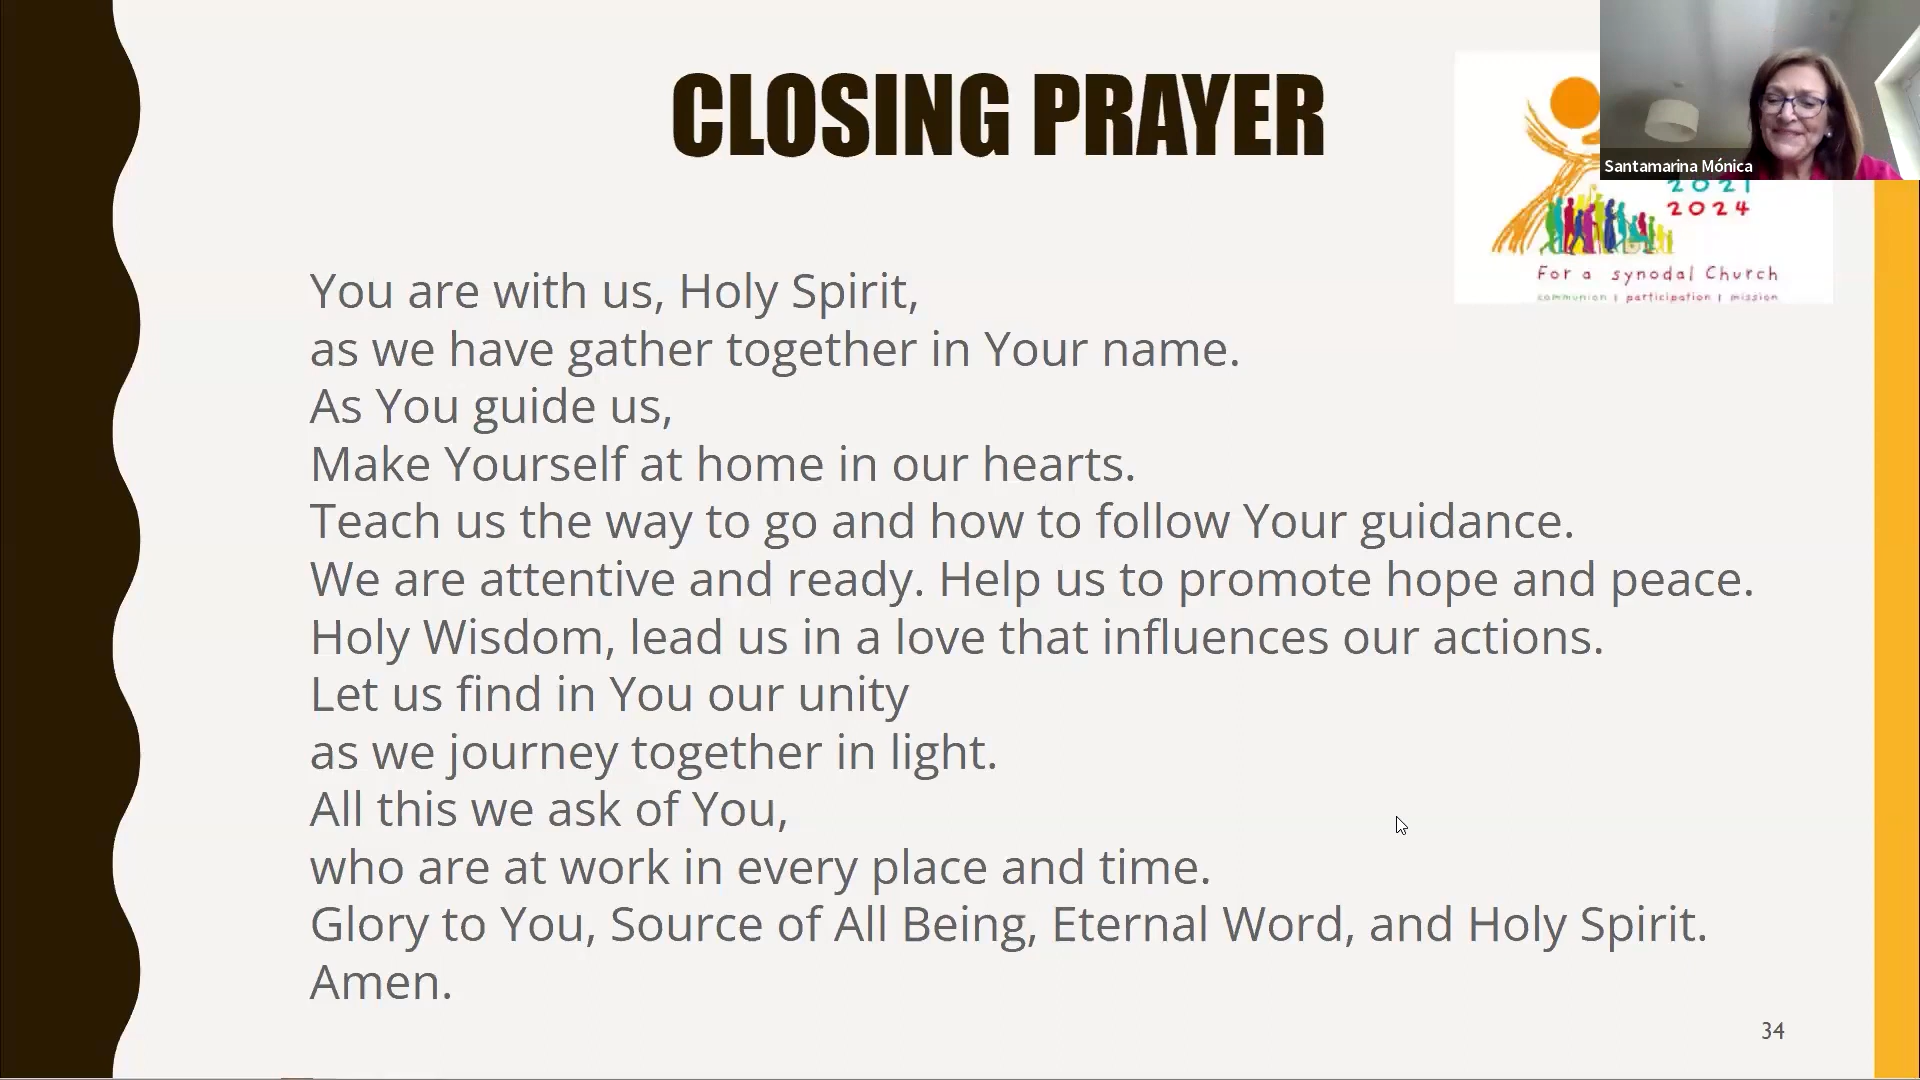 CLOSING PRAYER
Santamarina Mónica
2021
2024
For a synodal Church
communion | participation | mission
You are with us, Holy Spirit,
as we have gather together in Your name.
As You guide us,
Make Yourself at home in our hearts.
Teach us the way to go and how to follow Your guidance.
We are attentive and ready. Help us to promote hope and peace.
Holy Wisdom, lead us in a love that influences our actions.
Let us find in You our unity
as we journey together in light.
All this we ask of You,
who are at work in every place and time.
Glory to You, Source of All Being, Eternal Word, and Holy Spirit.
Amen.
34